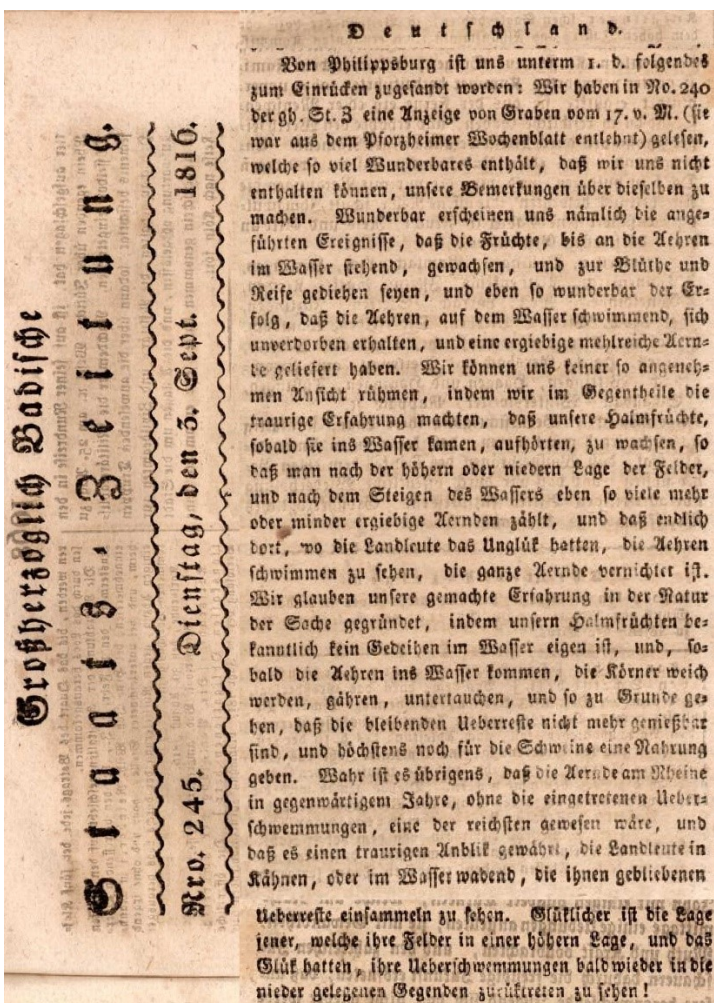 Großherzoglich Badische
Staats-Zeitung.
Nro. 245. Dienstag, den 3. Sept. 1816.
Deutschland.
Von Philippsburg ist uns unterm 1. d. folgendes
zum Einrücken zugesandt worden: Wir haben in No. 240
der gh. St. Z eine Anzeige von Graben vom 17. v. M. (sie
war aus dem Pforzheimer Wochenblatt entlehnt) gelesen,
welche so viel Wunderbares enthält, daß wir uns nicht
enthalten können, unsere Bemerkungen über dieselben zu
machen. Wunderbar erscheinen uns nämlich die ange-
führten Ereignisse, daß die Früchte, bis an die Aehren
im Wasser stehend, gewachsen, und zur Blüthe und
Reife gediehen seyen, und eben so wunderbar der Er-
folg, daß die Aehren, auf dem Wasser schwimmend, sich
unverdorben erhalten, und eine ergiebige mehlreiche Aern-
de geliefert haben. Wir können uns keiner so angeneh-
men Ansicht rühmen, indem wir im Gegentheile die
traurige Erfahrung machten, daß unsere Halmfrüchte,
sobald sie ins Wasser kamen, aufhörten, zu wachsen, so
daß man nach der höhern oder niedern Lage der Felder,
und nach dem Steigen des Wassers eben so viele mehr
oder minder ergiebige Aernden zählt, und daß endlich
dort, wo die Landleute das Unglük hatten, die Aehren
schwimmen zu sehen, die ganze Aernde vernichtet ist.
Wir glauben unsere gemachte Erfahrung in der Natur
der Sache gegründet, indem unsern Halmfrüchten be-
kanntlich kein Gedeihen im Wasser eigen ist, und, so-
bald die Aehren ins Wasser kommen, die Körner weich
werden, gähren, untertauchen, und so zu Grunde ge-
hen, daß die bleibenden Ueberreste nicht mehr genießbar
sind, und höchstens noch für die Schweine eine Nahrung
geben. Wahr ist es übrigens, daß die Aernde am Rheine
in gegenwärtigem Jahre, ohne die eingetretenen Ueber-
schwemmungen, eine der reichsten gewesen wäre, und
daß es einen traurigen Anblik gewährt, die Landleute in
Kähnen, oder im Wasser wadend, die ihnen gebliebenen
Ueberreste einsammeln zu sehen. Glüklicher ist die Lage
jener, welche ihre Felder in einer höhern Lage, und das
Glük hatten, ihre Ueberschwemmungen bald wieder in die
nieder gelegenen Gegenden zurüktreten zu sehen!